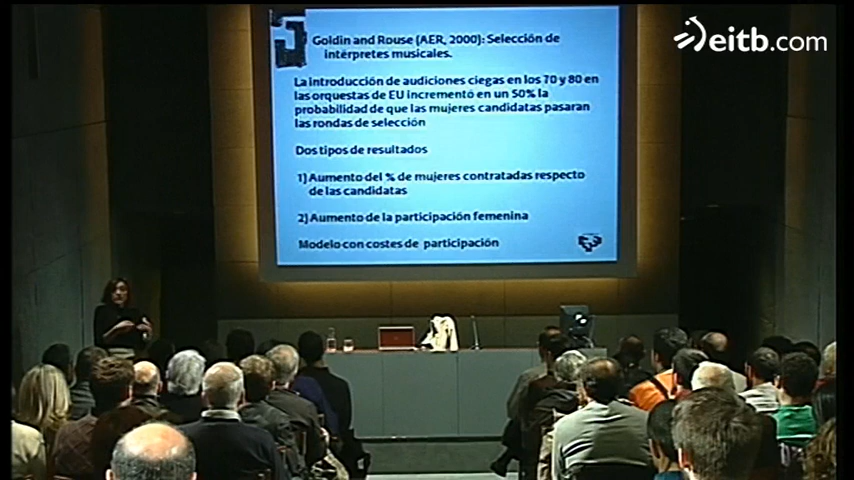 eitb.com
Goldin and Rouse (AER, 2000): Selección de
intérpretes musicales.
La introducción de audiciones ciegas en los 70 y 80 en
las orquestas de EU incrementó en un 50% la
probabilidad de que las mujeres candidatas pasaran
las rondas de selección
Dos tipos de resultados
1) Aumento del % de mujeres contratadas respecto
de las candidatas
2) Aumento de la participación femenina
Modelo con costes de participación